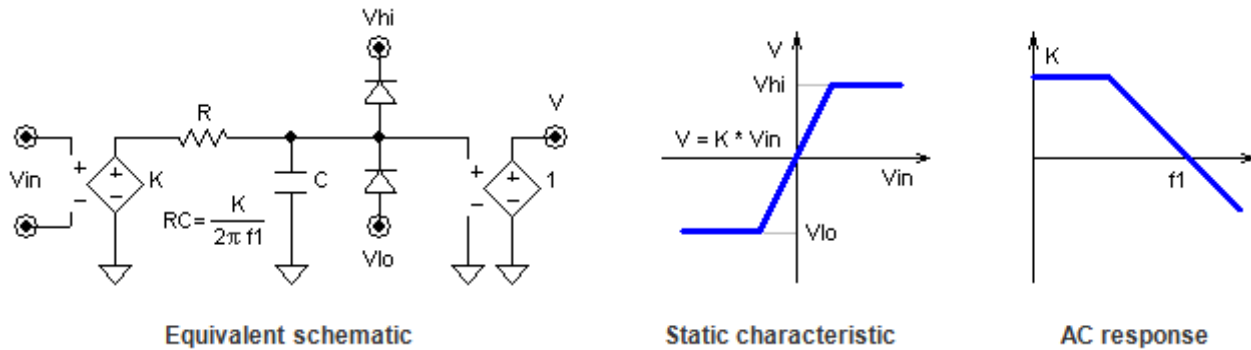 Vhi
R
V
+
−
+
−
K
Vin
C
RC=K/2π f1
Vlo
+
−
+
−
1
Equivalent schematic
V
Vhi
V = K * Vin
Vin
Vlo
Static characteristic
K
f1
AC response